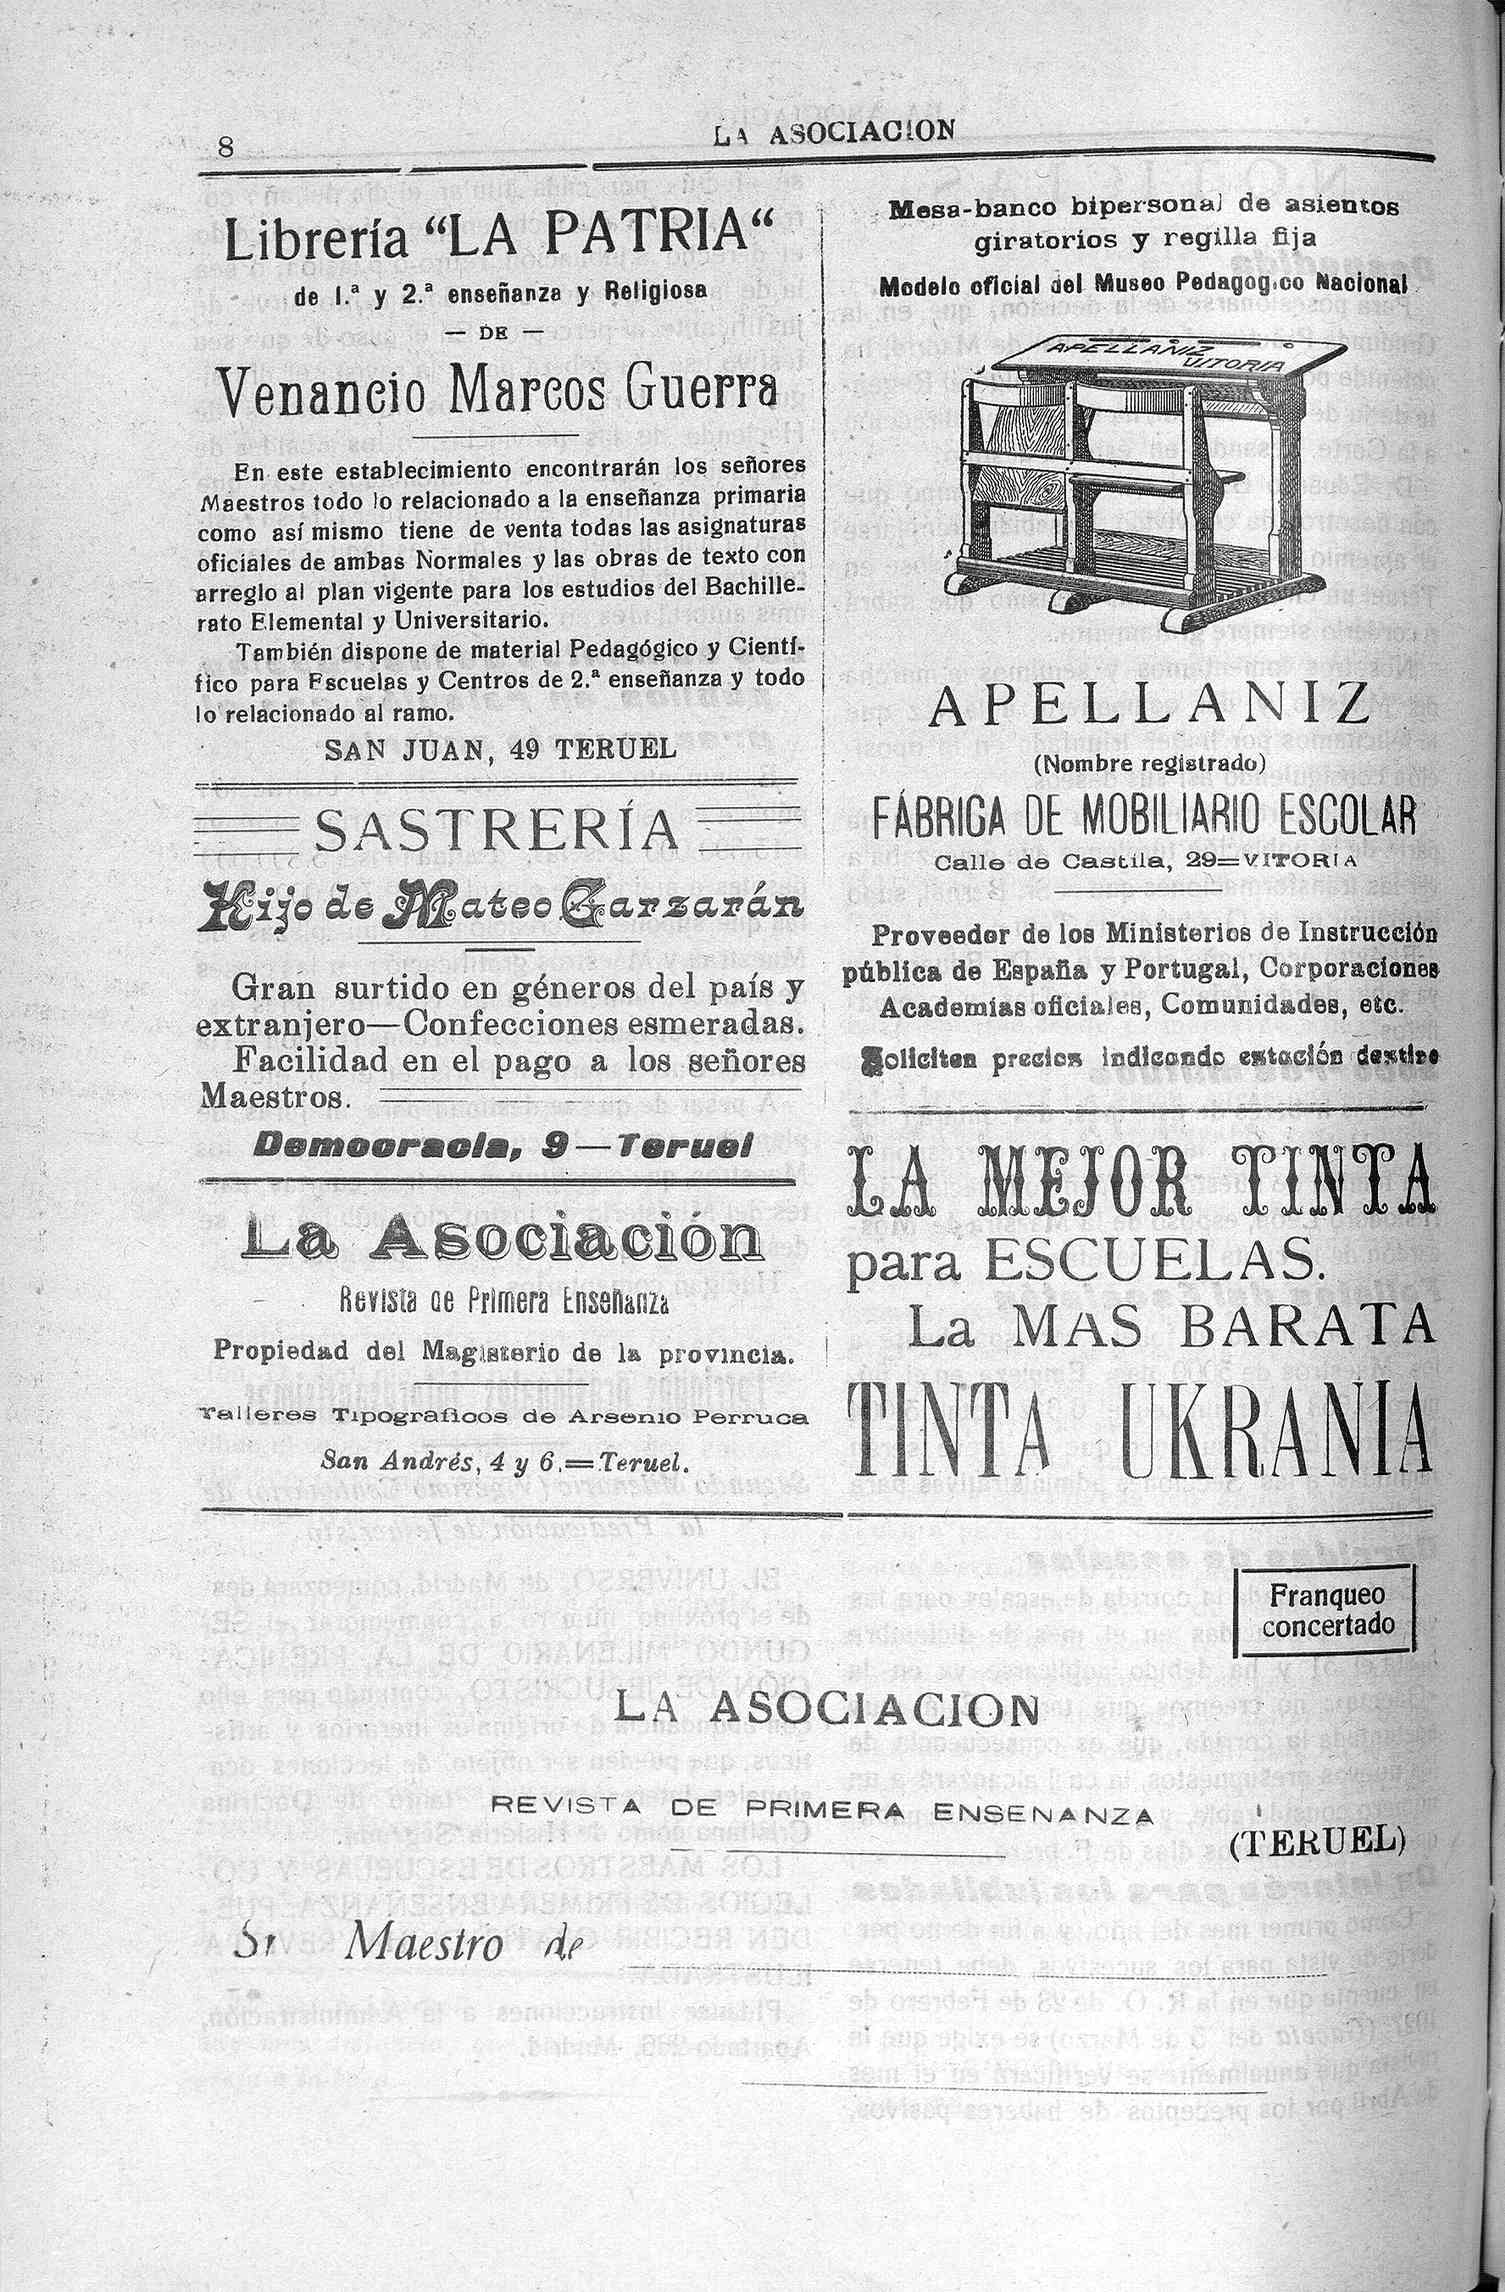 8
LA ASOCIACION
Librería “LA PATRIA“
de 1.ª y 2.ª enseñanza y Religiosa
— DE —
Venancio Marcos Guerra
En este establecimiento encontrarán los señores
Maestros todo lo relacionado a la enseñanza primaria
como así mismo tiene de venta todas las asignaturas
oficiales de ambas Normales y las obras de texto con
arreglo al plan vigente para los estudios del Bachille-
rato Elemental y Universitario.
También dispone de material Pedagógico y Cientí-
fico para Escuelas y Centros de 2.ª enseñanza y todo
lo relacionado al ramo.
SAN JUAN, 49 TERUEL
SASTRERÍA
Hijo de Mateo Garzarán
Gran surtido en géneros del país y
extranjero—Confecciones esmeradas.
Facilidad en el pago a los señores
Maestros.
Democracia, 9—Teruel
La Asociación
Revista de Primera Enseñanza
Propiedad del Magisterio de la provincia.
Talleres Tipograficos de Arsenio Perruca
San Andrés, 4 y 6.=Teruel.
Mesa-banco bipersonal de asientos
giratorios y regilla fija
Modelo oficial del Museo Pedagogico Nacional
APELLANIZ
VITORIA
APELLANIZ
(Nombre registrado)
FÁBRICA DE MOBILIARIO ESCOLAR
Calle de Castila, 29=VITORIA
Proveedor de los Ministerios de Instrucción
pública de España y Portugal, Corporaciones
Academias oficiales, Comunidades, etc.
Soliciten precios indicando estación destino
LA MEJOR TINTA
para ESCUELAS.
La MAS BARATA
TINTA UKRANIA
Franqueo
concertado
LA ASOCIACION
REVISTA DE PRIMERA ENSENANZA
(TERUEL)
Sr Maestro de